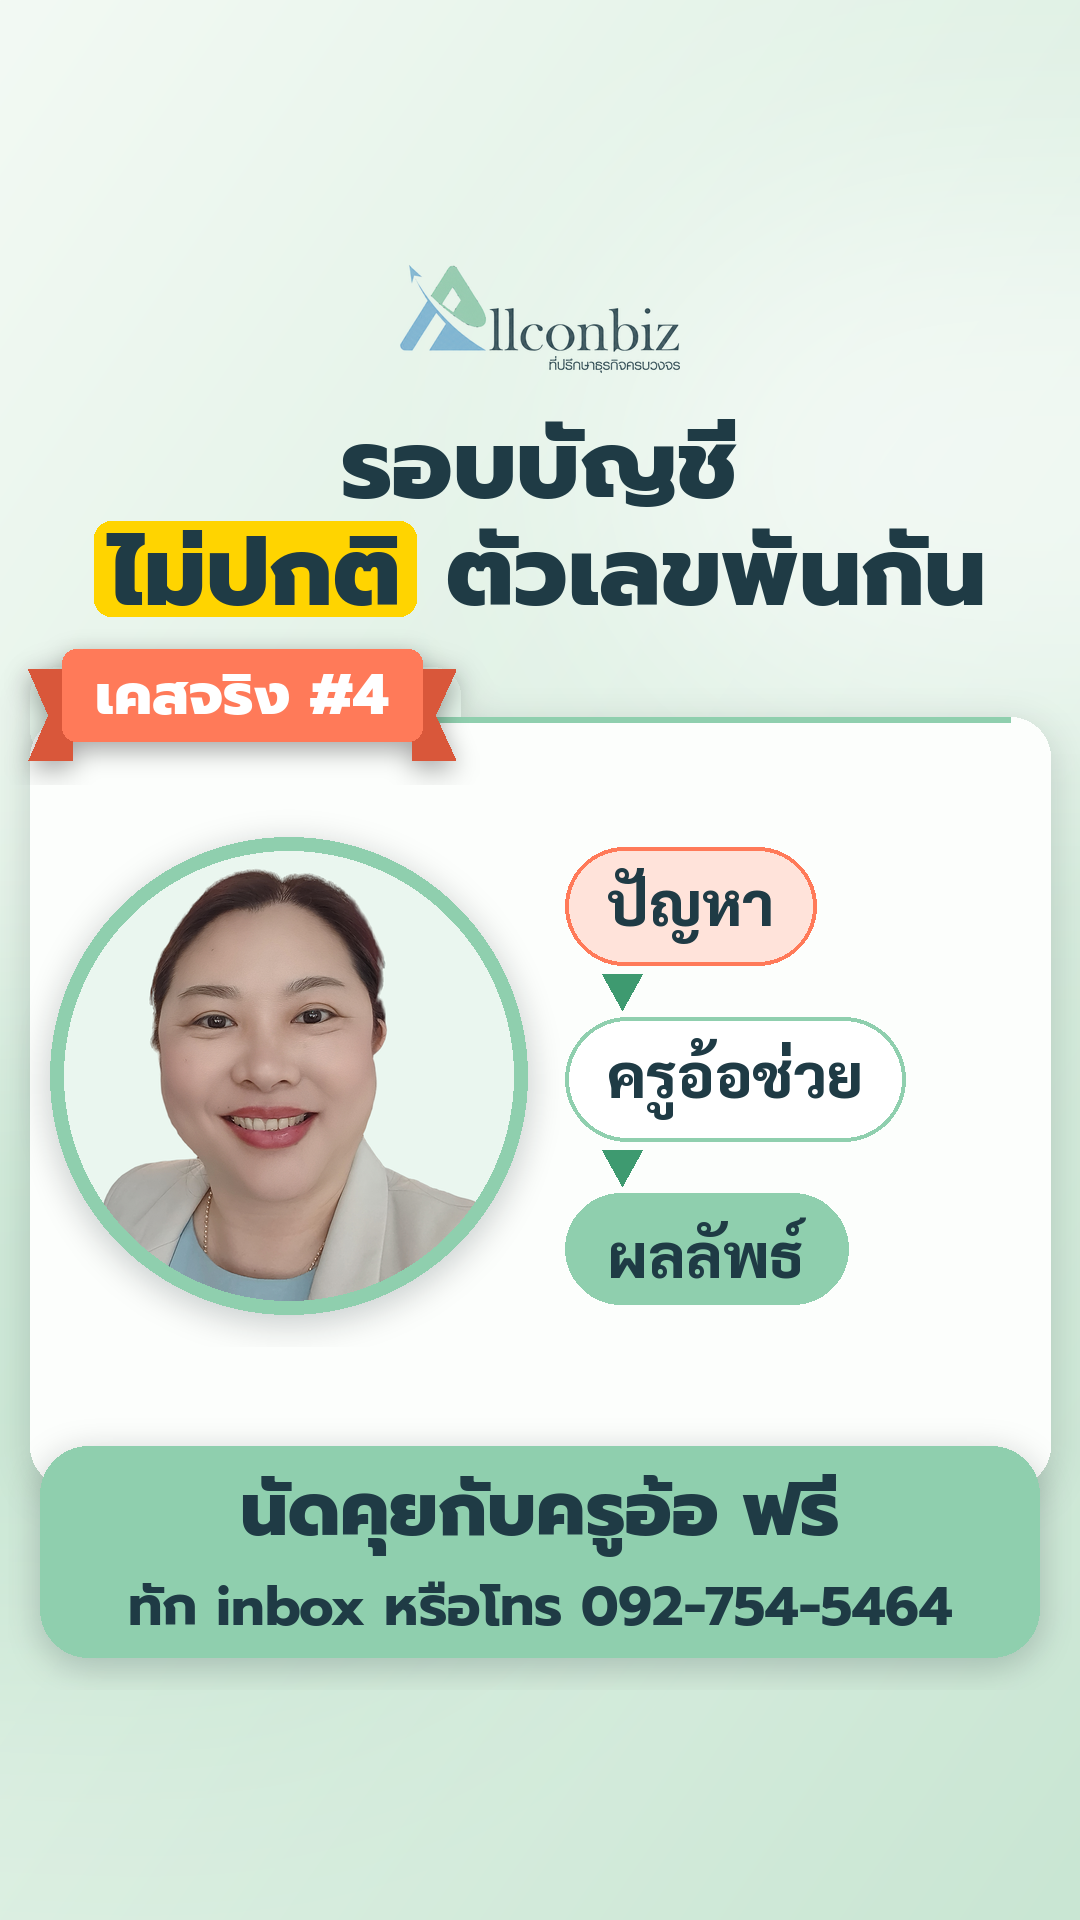 Allconbiz
ที่ปรึกษาธุรกิจครบวงจร
รอบบัญชี
ไม่ปกติ ตัวเลขพันกัน
เคสจริง #4
ปัญหา
ครูอ้อช่วย
ผลลัพธ์
นัดคุยกับครูอ้อ ฟรี
ทัก inbox หรือโทร 092-754-5464